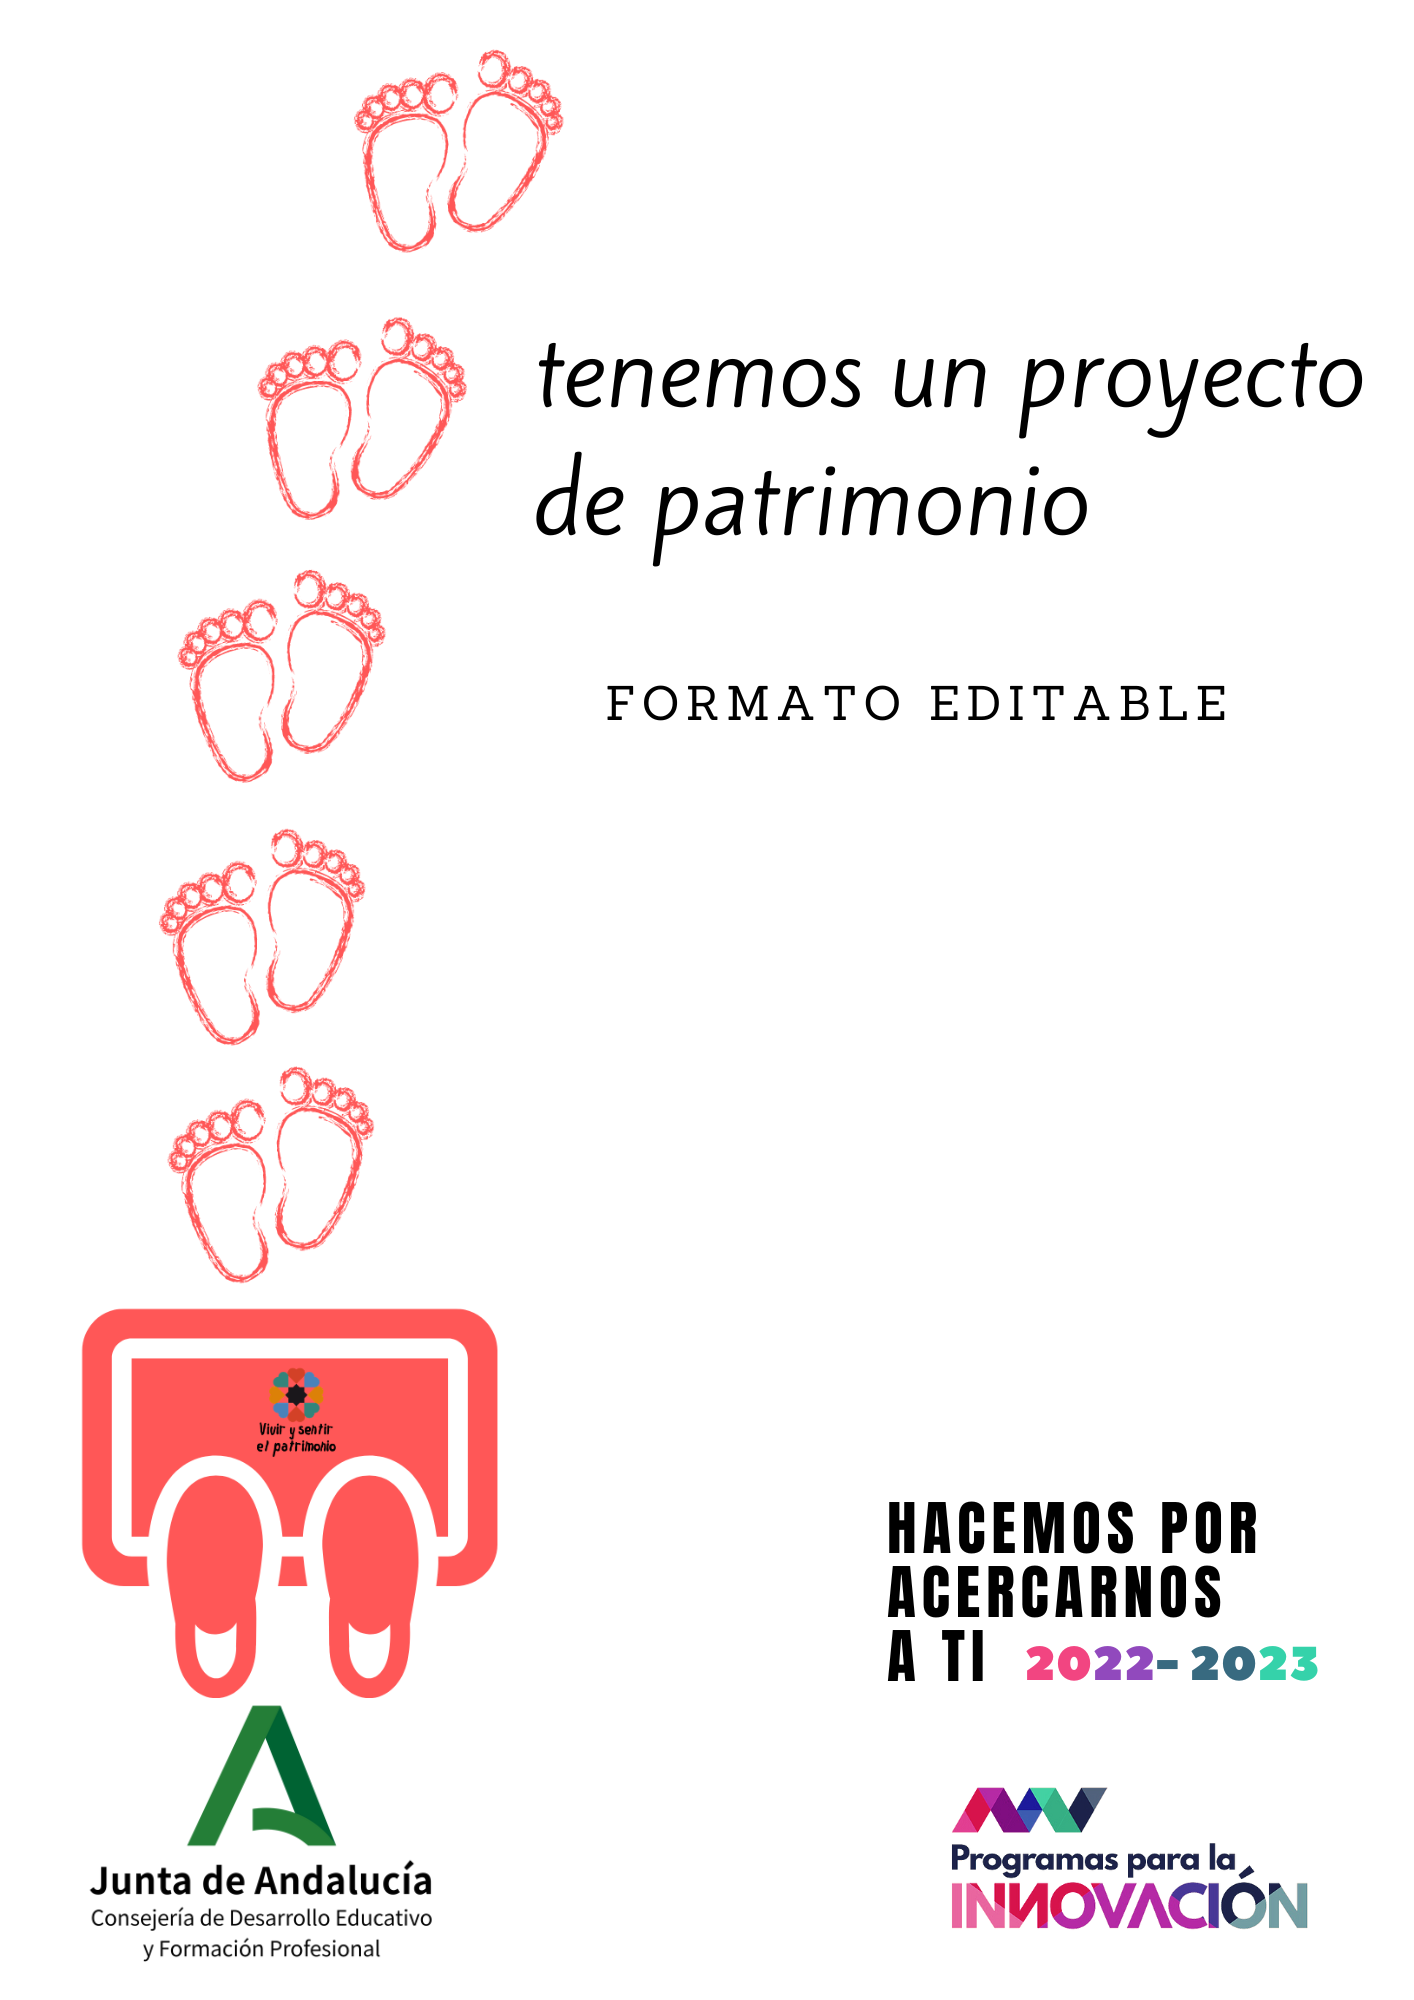 tenemos un proyecto
de patrimonio
FORMATO EDITABLE
Vivir y sentir
el patrimonio
HACEMOS POR
ACERCARNOS
A TI 2022-2023
Junta de Andalucía
Consejería de Desarrollo Educativo
y Formación Profesional
Programas para la
INNOVACIÓN